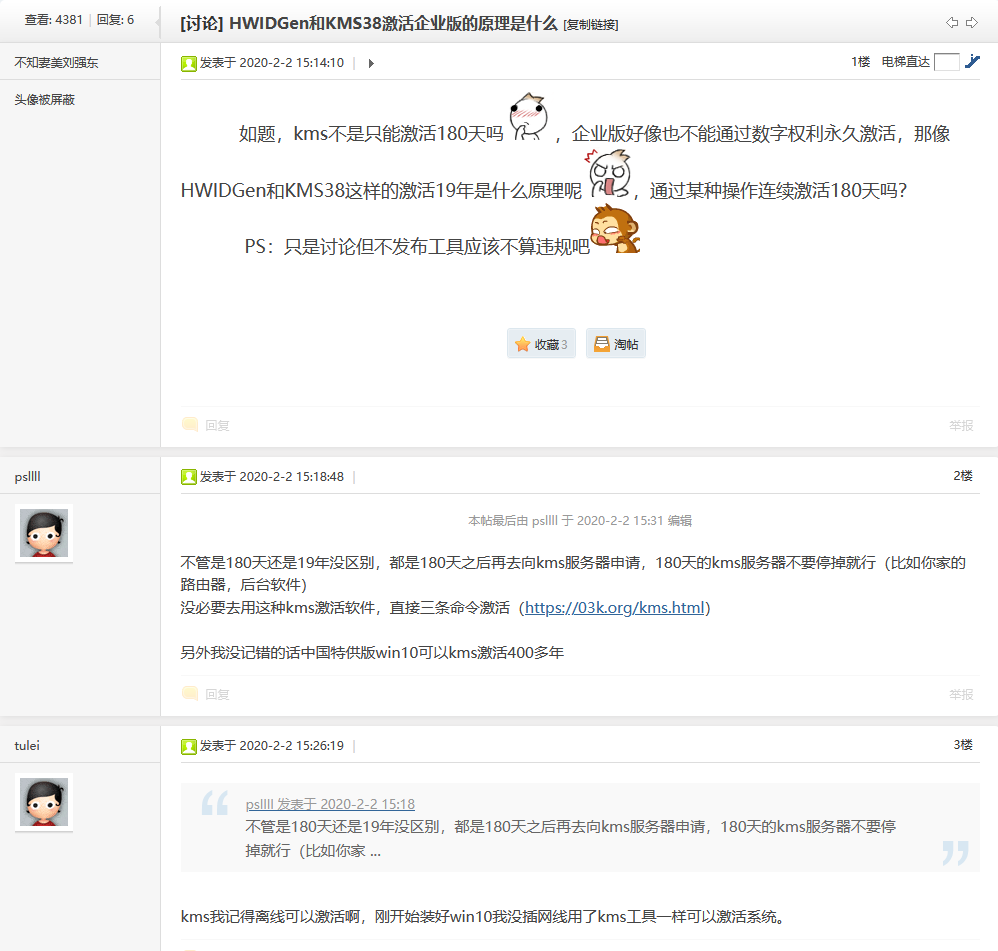 查看: 4381 | 回复: 6
[讨论] HWIDGen和KMS38激活企业版的原理是什么 [复制链接]
不知妻美刘强东
发表于 2020-2-2 15:14:10 |
1楼 电梯直达
头像被屏蔽
如题，kms不是只能激活180天吗，企业版好像也不能通过数字权利永久激活，那像
HWIDGen和KMS38这样的激活19年是什么原理呢，通过某种操作连续激活180天吗？
PS：只是讨论但不发布工具应该不算违规吧
收藏 3 淘帖
回复 举报
psllll
发表于 2020-2-2 15:18:48 |
2楼
本帖最后由 psllll 于 2020-2-2 15:31 编辑
不管是180天还是19年没区别，都是180天之后再去向kms服务器申请，180天的kms服务器不要停掉就行（比如你家的
路由器，后台软件）
没必要去用这种kms激活软件，直接三条命令激活（https://03k.org/kms.html）
另外我没记错的话中国特供版win10可以kms激活400多年
回复 举报
tulei
发表于 2020-2-2 15:26:19 |
3楼
psllll 发表于 2020-2-2 15:18
不管是180天还是19年没区别，都是180天之后再去向kms服务器申请，180天的kms服务器不要停
掉就行（比如你家 ...
kms我记得离线可以激活啊，刚开始装好win10我没插网线用了kms工具一样可以激活系统。